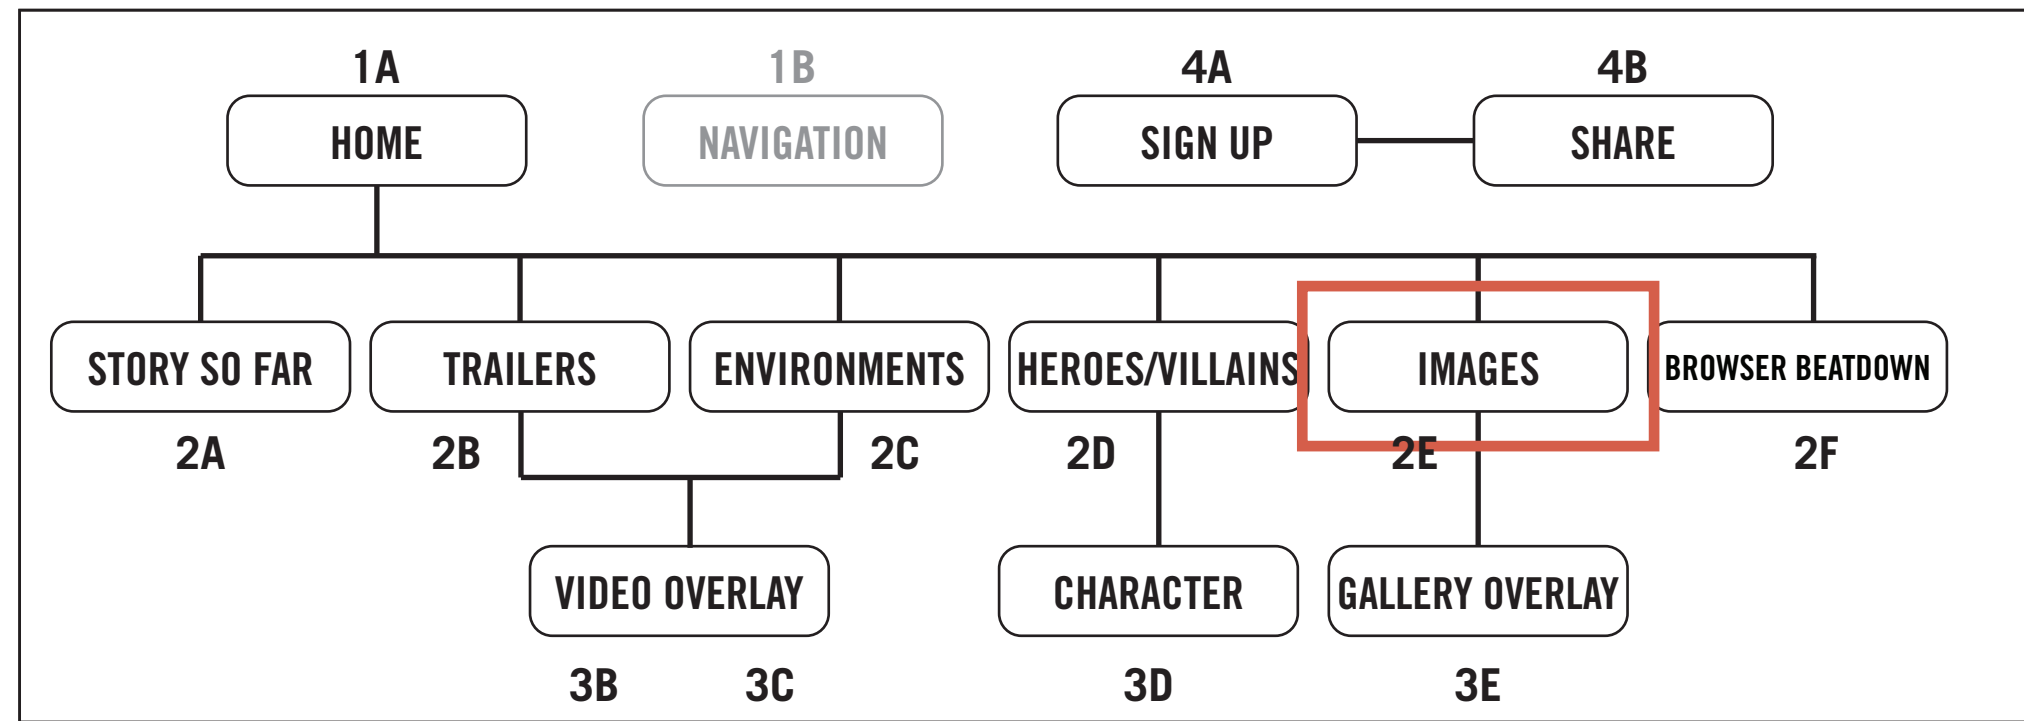 1A
HOME
1B
NAVIGATION
4A
SIGN UP
4B
SHARE
STORY SO FAR
2A
TRAILERS
2B
ENVIRONMENTS
2C
HEROES/VILLAINS
2D
IMAGES
2E
BROWSER BEATDOWN
2F
VIDEO OVERLAY
3B
3C
CHARACTER
3D
GALLERY OVERLAY
3E